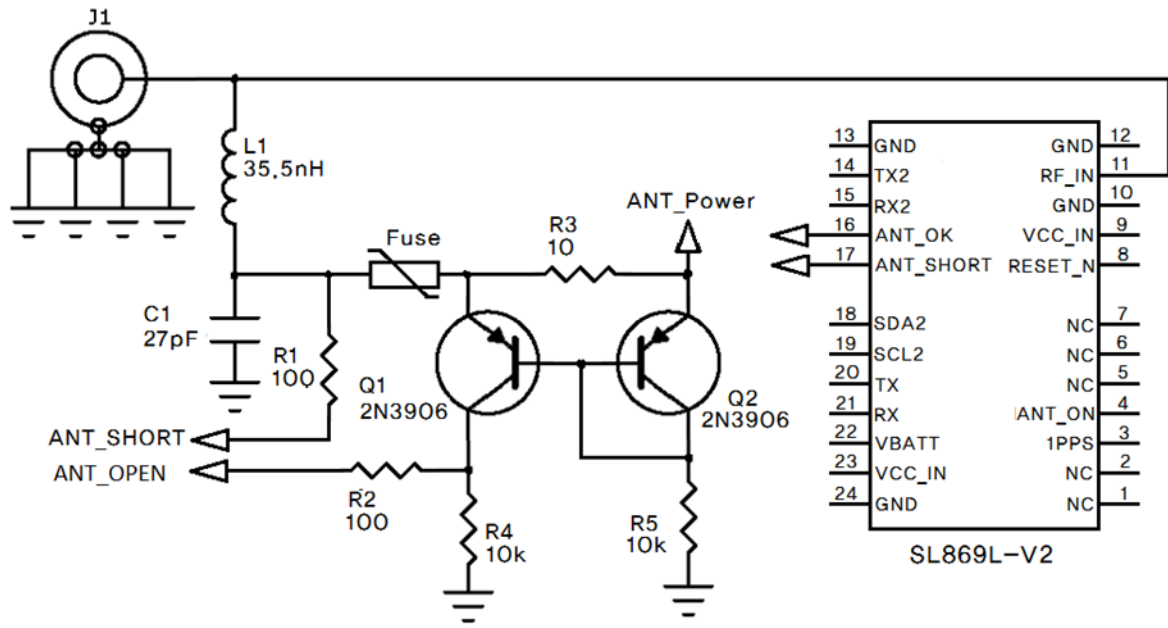 J1
L1
35,5nH
ANT_Power
R3
10
Fuse
C1
27pF
R1
100
Q1
2N3906
Q2
2N3906
ANT_SHORT
ANT_OPEN
R2
100
R4
10k
R5
10k
13 GND GND 12
14 TX2 RF_IN 11
15 RX2 GND 10
16 ANT_OK VCC_IN 9
17 ANT_SHORT RESET_N 8
18 SDA2 NC 7
19 SCL2 NC 6
20 TX NC 5
21 RX ANT_ON 4
22 VBATT 1PPS 3
23 VCC_IN NC 2
24 GND NC 1
SL869L-V2